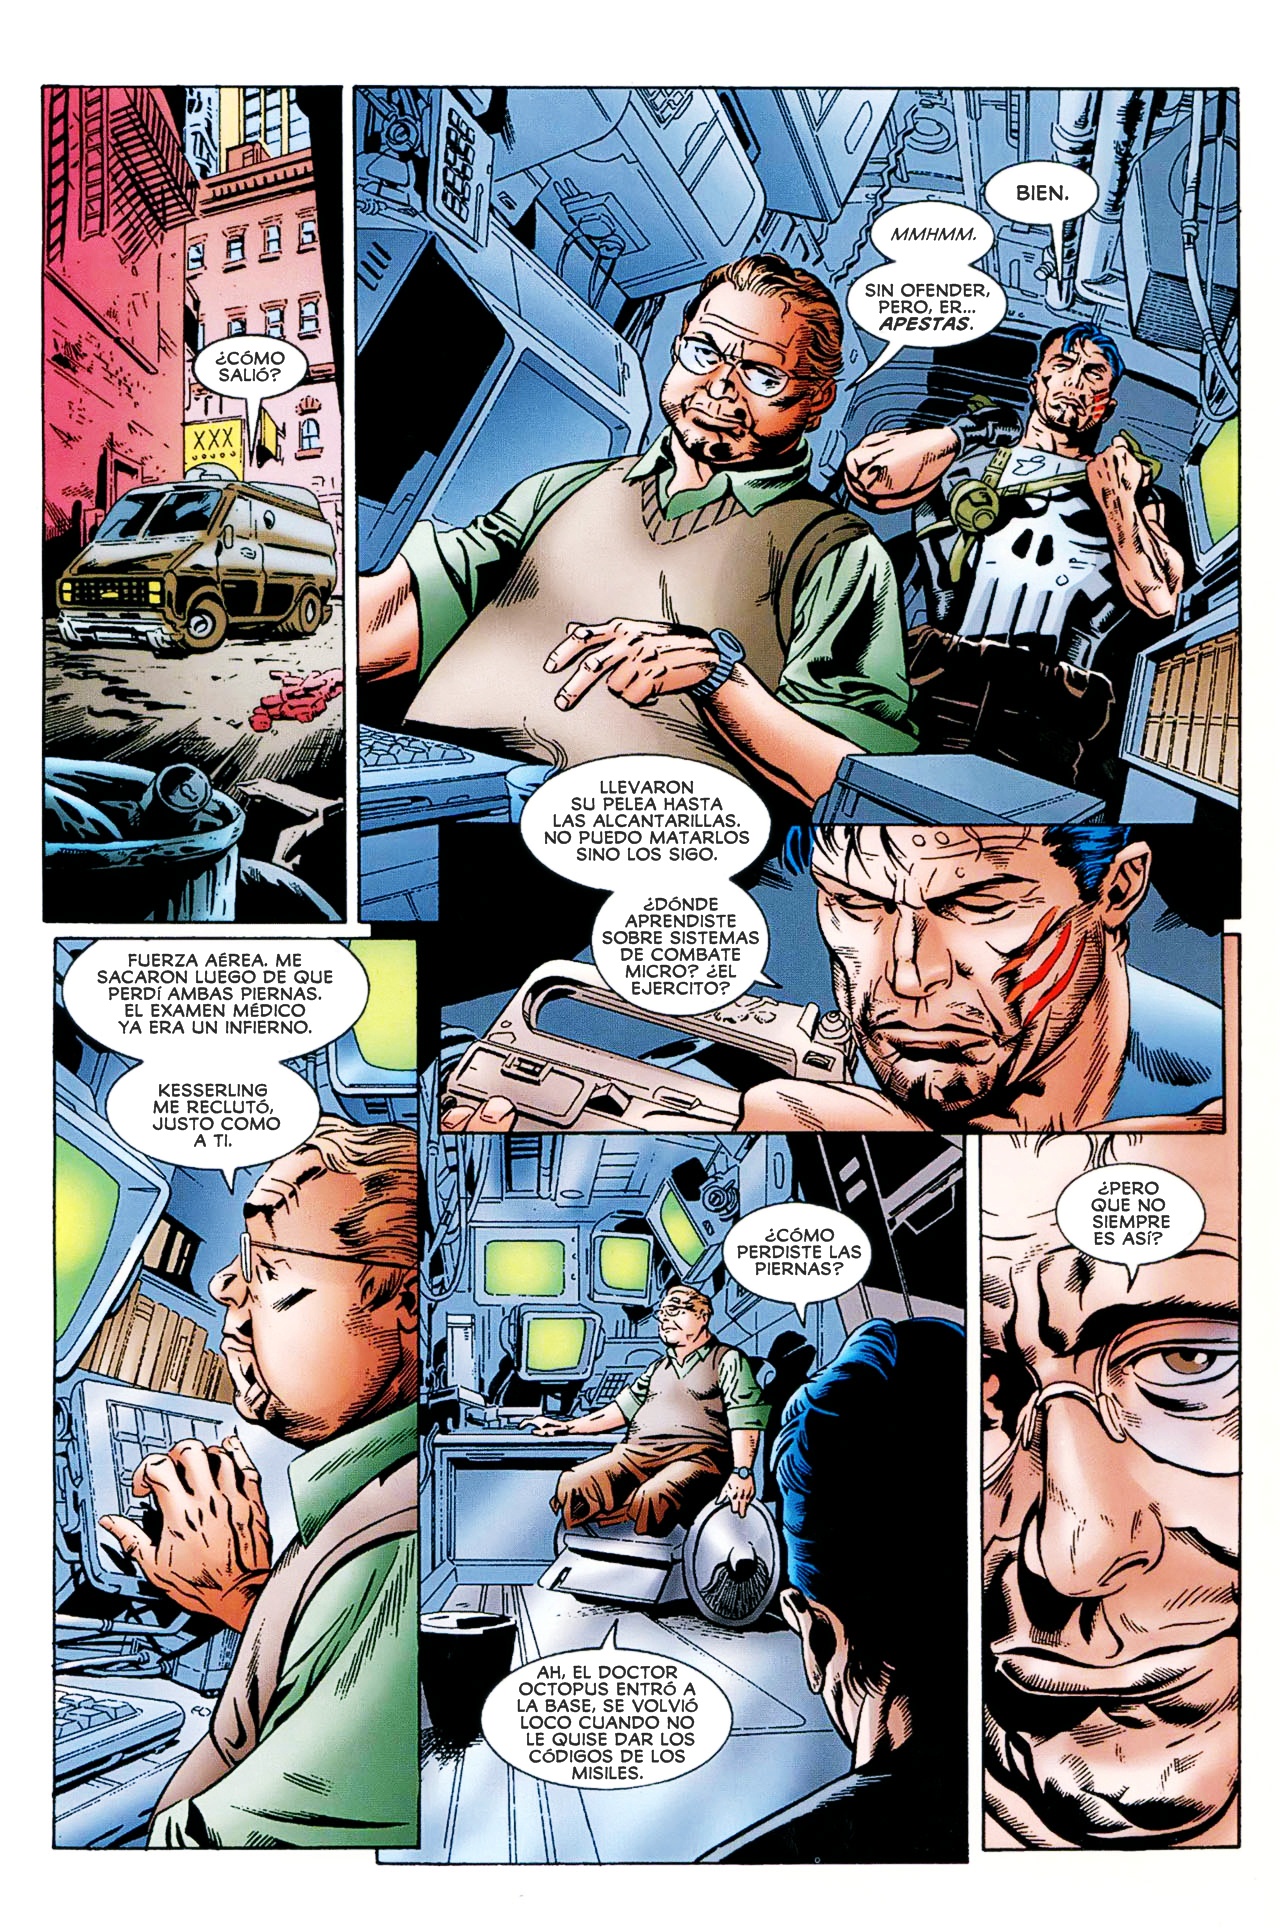 ¿CÓMO
SALIÓ?
XXX
BIEN.
MMHMM.
SIN OFENDER,
PERO, ER...
APESTAS.
LLEVARON
SU PELEA HASTA
LAS ALCANTARILLAS.
NO PUEDO MATARLOS
SINO LOS SIGO.
¿DÓNDE
APRENDISTE
SOBRE SISTEMAS
DE COMBATE
MICRO? ¿EL
EJERCITO?
FUERZA AÉREA. ME
SACARON LUEGO DE QUE
PERDÍ AMBAS PIERNAS.
EL EXAMEN MÉDICO
YA ERA UN INFIERNO.
KESSERLING
ME RECLUTÓ,
JUSTO COMO
A TI.
¿CÓMO
PERDISTE LAS
PIERNAS?
AH, EL DOCTOR
OCTOPUS ENTRÓ A
LA BASE, SE VOLVIÓ
LOCO CUANDO NO
LE QUISE DAR LOS
CÓDIGOS DE LOS
MISILES.
¿PERO
QUE NO
SIEMPRE
ES ASÍ?